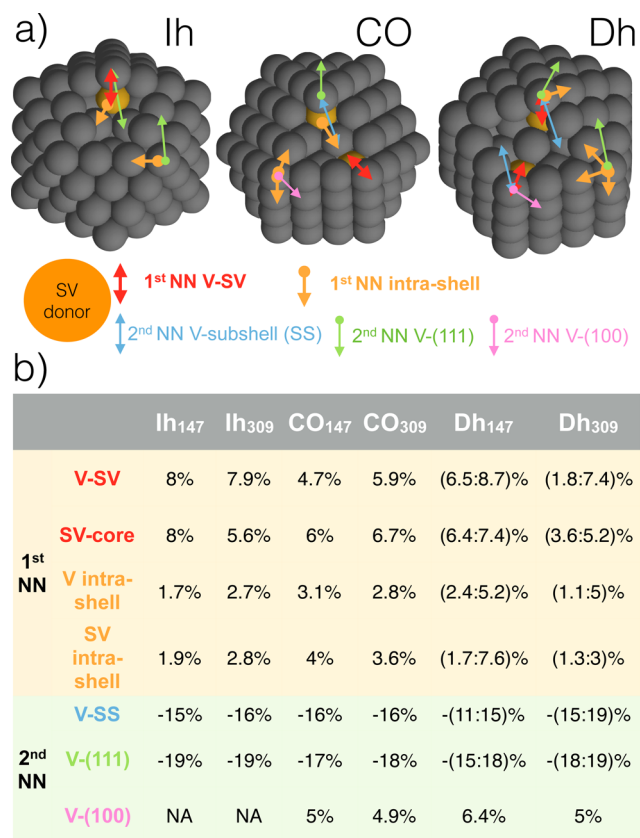 a) Ih CO Dh
SV donor
1st NN V-SV
1st NN intra-shell
2nd NN V-subshell (SS)
2nd NN V-(111)
2nd NN V-(100)
b)
Ih147 Ih309 CO147 CO309 Dh147 Dh309
1st NN
V-SV 8% 7.9% 4.7% 5.9% (6.5:8.7)% (1.8:7.4)%
SV-core 8% 5.6% 6% 6.7% (6.4:7.4)% (3.6:5.2)%
V intra-shell 1.7% 2.7% 3.1% 2.8% (2.4:5.2)% (1.1:5)%
SV intra-shell 1.9% 2.8% 4% 3.6% (1.7:7.6)% (1.3:3)%
2nd NN
V-SS -15% -16% -16% -16% -(11:15)% -(15:19)%
V-(111) -19% -19% -17% -18% -(15:18)% -(18:19)%
V-(100) NA NA 5% 4.9% 6.4% 5%